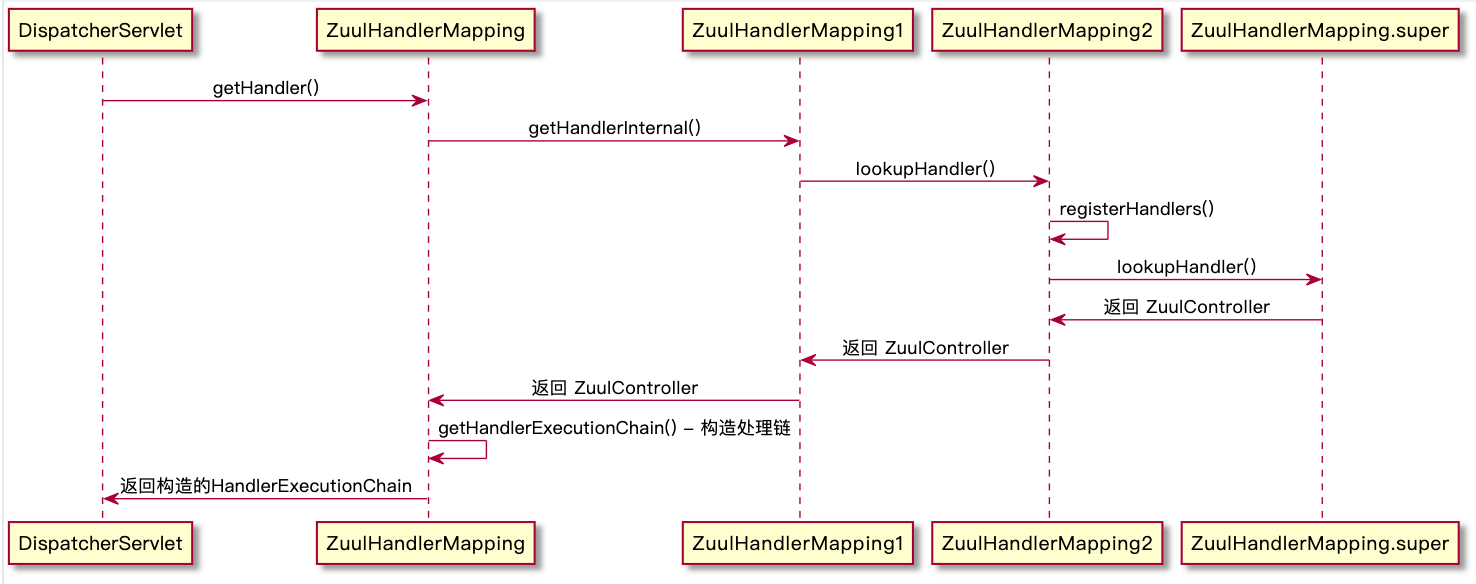 DispatcherServlet
ZuulHandlerMapping
ZuulHandlerMapping1
ZuulHandlerMapping2
ZuulHandlerMapping.super
getHandler()
getHandlerInternal()
lookupHandler()
registerHandlers()
lookupHandler()
返回 ZuulController
返回 ZuulController
返回 ZuulController
getHandlerExecutionChain() – 构造处理链
返回构造的HandlerExecutionChain
DispatcherServlet
ZuulHandlerMapping
ZuulHandlerMapping1
ZuulHandlerMapping2
ZuulHandlerMapping.super